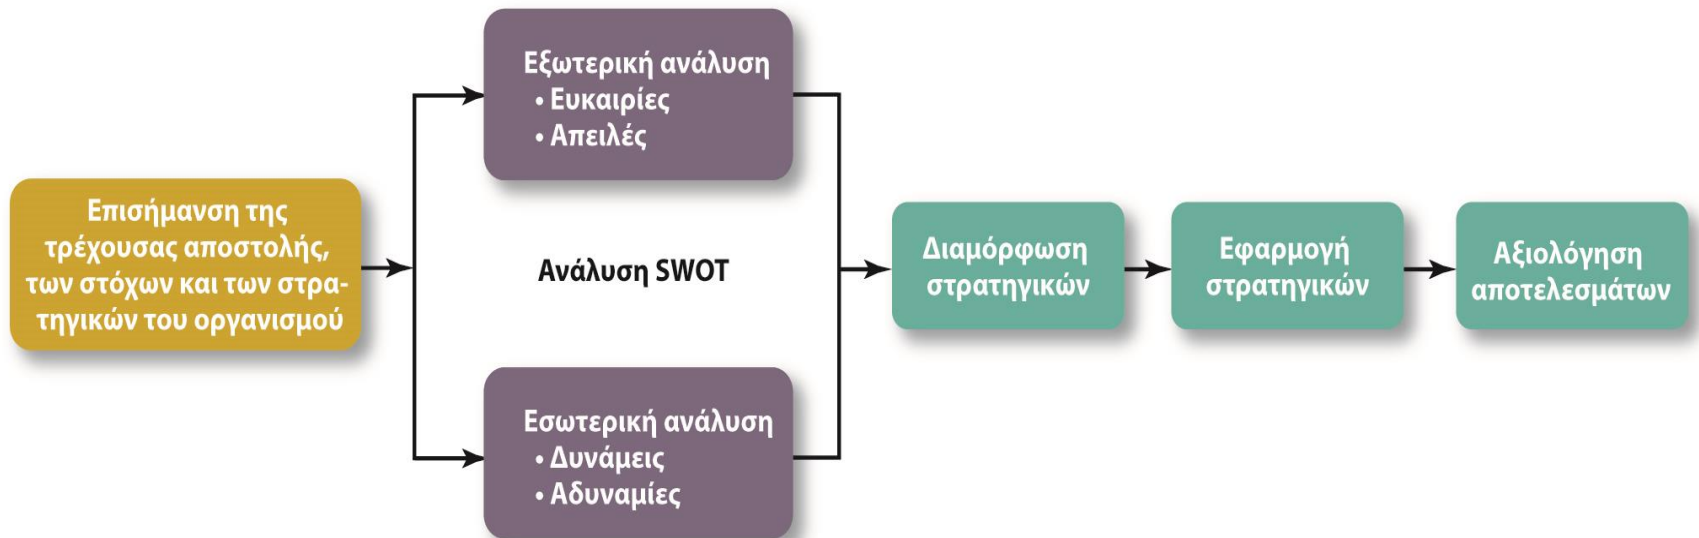 Επισήμανση της
τρέχουσας αποστολής,
των στόχων και των στρα-
τηγικών του οργανισμού
Εξωτερική ανάλυση
• Ευκαιρίες
• Απειλές
Ανάλυση SWOT
Εσωτερική ανάλυση
• Δυνάμεις
• Αδυναμίες
Διαμόρφωση
στρατηγικών
Εφαρμογή
στρατηγικών
Αξιολόγηση
αποτελεσμάτων